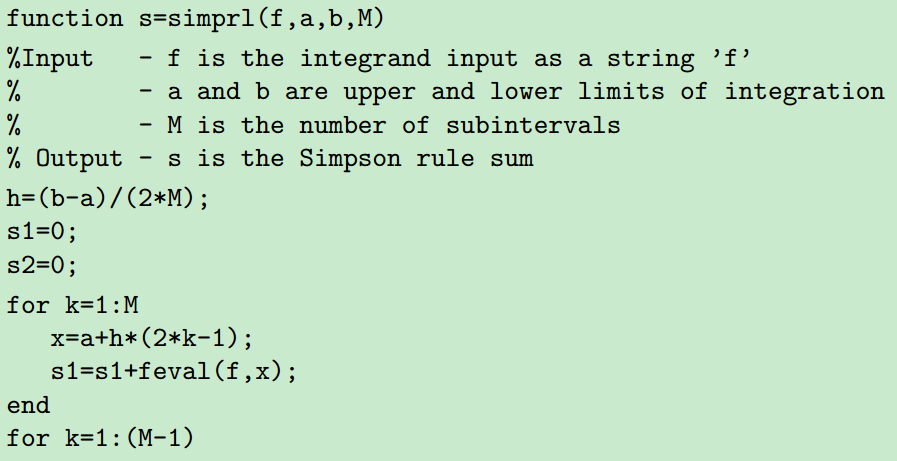 function s=simprl(f,a,b,M)
%Input   - f is the integrand input as a string ’f’
%        - a and b are upper and lower limits of integration
%        - M is the number of subintervals
% Output - s is the Simpson rule sum
h=(b-a)/(2*M);
s1=0;
s2=0;
for k=1:M
   x=a+h*(2*k-1);
   s1=s1+feval(f,x);
end
for k=1:(M-1)